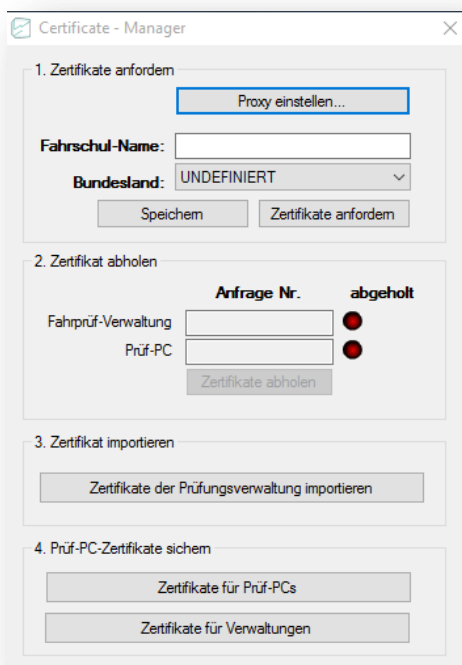 Certificate - Manager
1. Zertifikate anfordern
Proxy einstellen...
Fahrschul-Name:
Bundesland: UNDEFINIERT
Speichern Zertifikate anfordern
2. Zertifikat abholen
Anfrage Nr. abgeholt
Fahrprüf-Verwaltung
Prüf-PC
Zertifikate abholen
3. Zertifikat importieren
Zertifikate der Prüfungsverwaltung importieren
4. Prüf-PC-Zertifikate sichern
Zertifikate für Prüf-PCs
Zertifikate für Verwaltungen